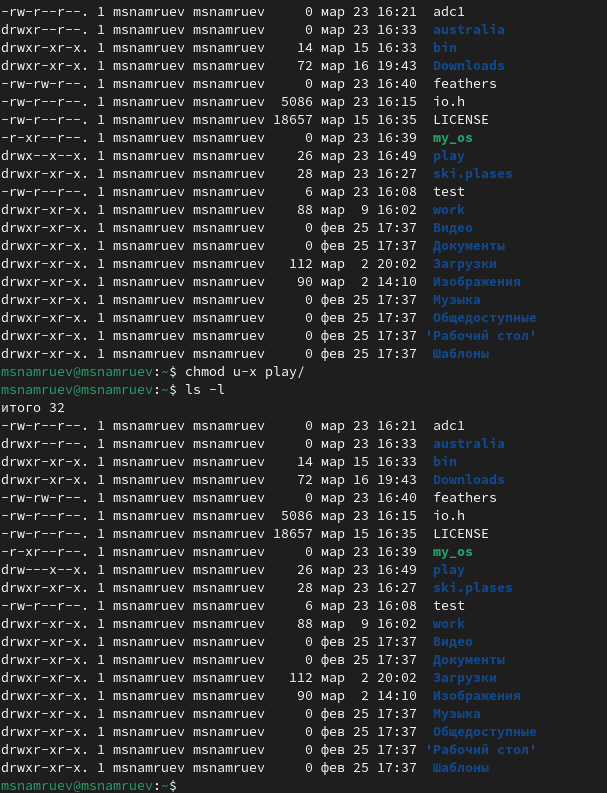 -rw-r--r--. 1 msnamruev msnamruev     0 мар 23 16:21  adc1
drwxr--r--. 1 msnamruev msnamruev     0 мар 23 16:33  australia
drwxr-xr-x. 1 msnamruev msnamruev    14 мар 15 16:33  bin
drwxr-xr-x. 1 msnamruev msnamruev    72 мар 16 19:43  Downloads
-rw-rw-r--. 1 msnamruev msnamruev     0 мар 23 16:40  feathers
-rw-r--r--. 1 msnamruev msnamruev  5086 мар 23 16:15  io.h
-rw-r--r--. 1 msnamruev msnamruev 18657 мар 15 16:35  LICENSE
-r-xr--r--. 1 msnamruev msnamruev     0 мар 23 16:39  my_os
drwx--x--x. 1 msnamruev msnamruev    26 мар 23 16:49  play
drwxr-xr-x. 1 msnamruev msnamruev    28 мар 23 16:27  ski.plases
-rw-r--r--. 1 msnamruev msnamruev     6 мар 23 16:08  test
drwxr-xr-x. 1 msnamruev msnamruev    88 мар  9 16:02  work
drwxr-xr-x. 1 msnamruev msnamruev     0 фев 25 17:37  Видео
drwxr-xr-x. 1 msnamruev msnamruev     0 фев 25 17:37  Документы
drwxr-xr-x. 1 msnamruev msnamruev   112 мар  2 20:02  Загрузки
drwxr-xr-x. 1 msnamruev msnamruev    90 мар  2 14:10  Изображения
drwxr-xr-x. 1 msnamruev msnamruev     0 фев 25 17:37  Музыка
drwxr-xr-x. 1 msnamruev msnamruev     0 фев 25 17:37  Общедоступные
drwxr-xr-x. 1 msnamruev msnamruev     0 фев 25 17:37 'Рабочий стол'
drwxr-xr-x. 1 msnamruev msnamruev     0 фев 25 17:37  Шаблоны
msnamruev@msnamruev:~$ chmod u-x play/
msnamruev@msnamruev:~$ ls -l
итого 32
-rw-r--r--. 1 msnamruev msnamruev     0 мар 23 16:21  adc1
drwxr--r--. 1 msnamruev msnamruev     0 мар 23 16:33  australia
drwxr-xr-x. 1 msnamruev msnamruev    14 мар 15 16:33  bin
drwxr-xr-x. 1 msnamruev msnamruev    72 мар 16 19:43  Downloads
-rw-rw-r--. 1 msnamruev msnamruev     0 мар 23 16:40  feathers
-rw-r--r--. 1 msnamruev msnamruev  5086 мар 23 16:15  io.h
-rw-r--r--. 1 msnamruev msnamruev 18657 мар 15 16:35  LICENSE
-r-xr--r--. 1 msnamruev msnamruev     0 мар 23 16:39  my_os
drw---x--x. 1 msnamruev msnamruev    26 мар 23 16:49  play
drwxr-xr-x. 1 msnamruev msnamruev    28 мар 23 16:27  ski.plases
-rw-r--r--. 1 msnamruev msnamruev     6 мар 23 16:08  test
drwxr-xr-x. 1 msnamruev msnamruev    88 мар  9 16:02  work
drwxr-xr-x. 1 msnamruev msnamruev     0 фев 25 17:37  Видео
drwxr-xr-x. 1 msnamruev msnamruev     0 фев 25 17:37  Документы
drwxr-xr-x. 1 msnamruev msnamruev   112 мар  2 20:02  Загрузки
drwxr-xr-x. 1 msnamruev msnamruev    90 мар  2 14:10  Изображения
drwxr-xr-x. 1 msnamruev msnamruev     0 фев 25 17:37  Музыка
drwxr-xr-x. 1 msnamruev msnamruev     0 фев 25 17:37  Общедоступные
drwxr-xr-x. 1 msnamruev msnamruev     0 фев 25 17:37 'Рабочий стол'
drwxr-xr-x. 1 msnamruev msnamruev     0 фев 25 17:37  Шаблоны
msnamruev@msnamruev:~$